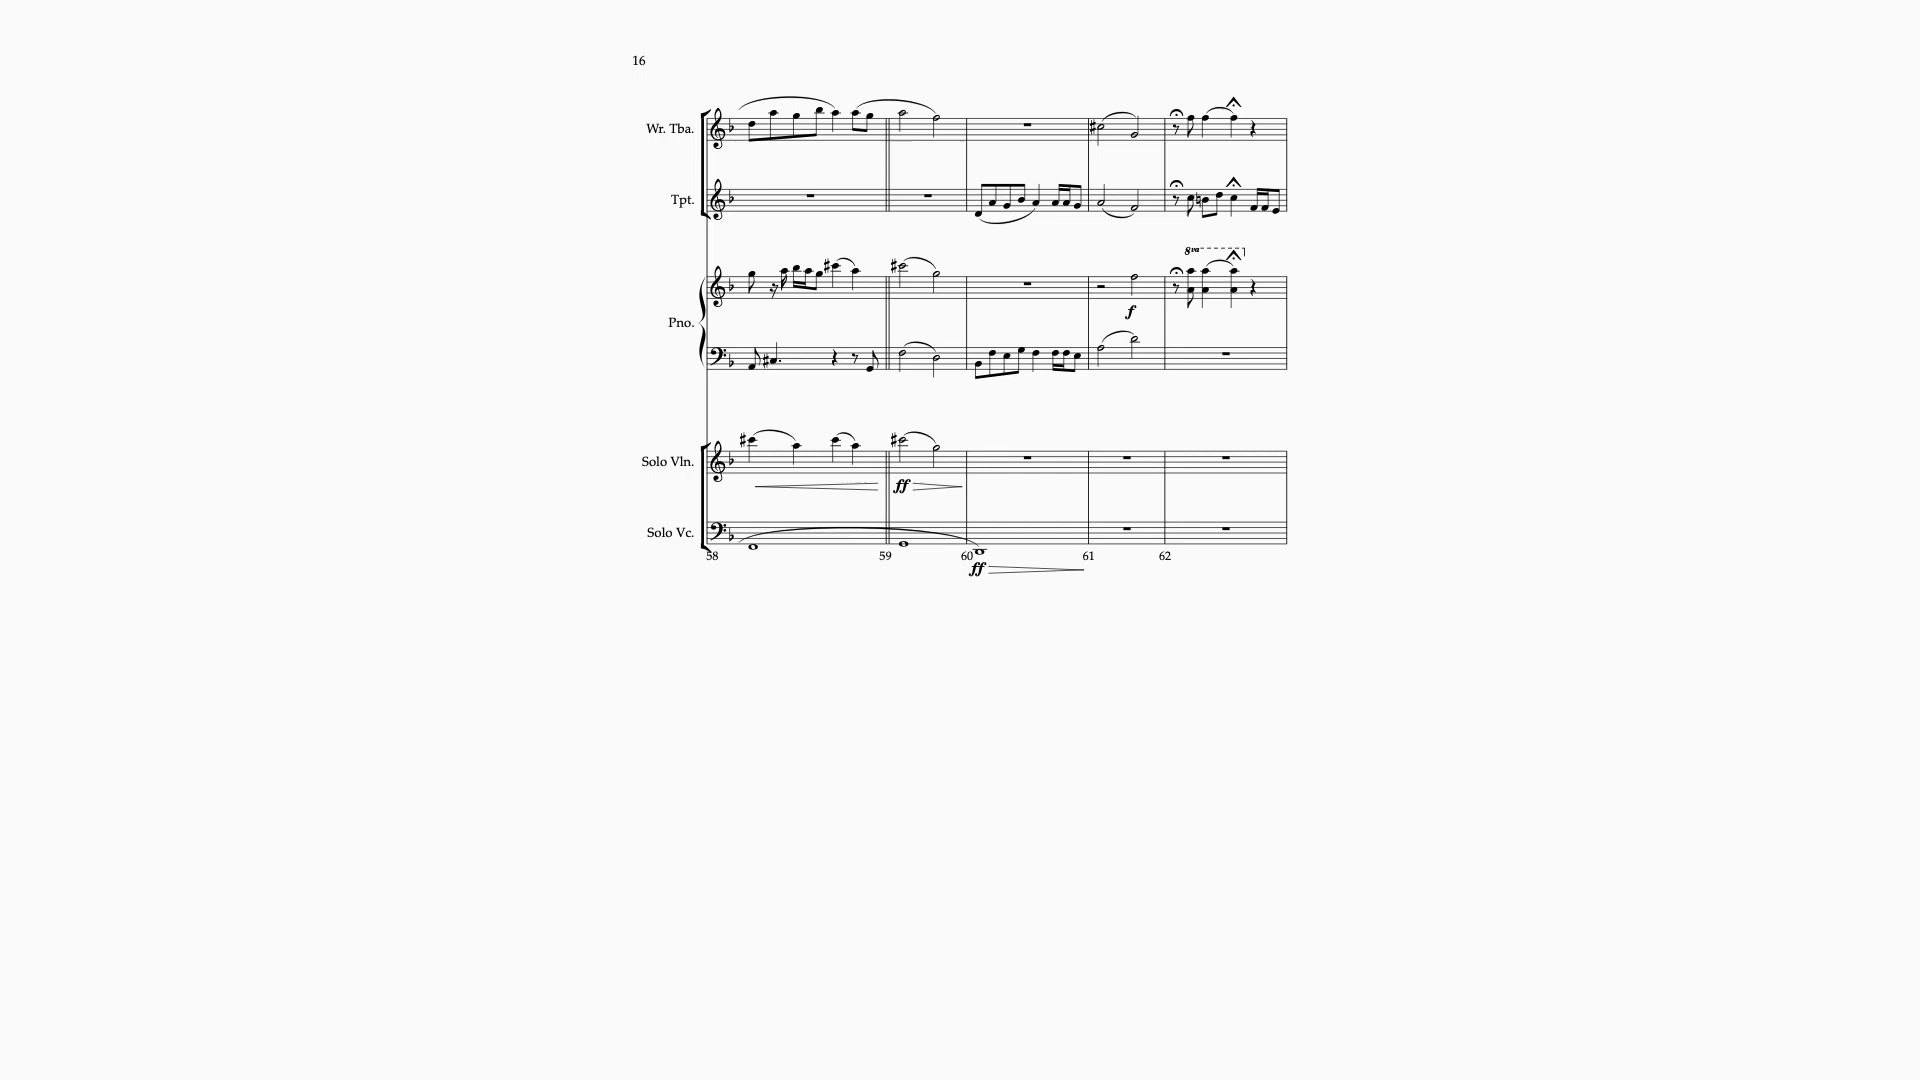 16
Wr. Tba.
Tpt.
8va
Pno.
f
Solo Vln.
ff
Solo Vc.
58 59 60 61 62
ff